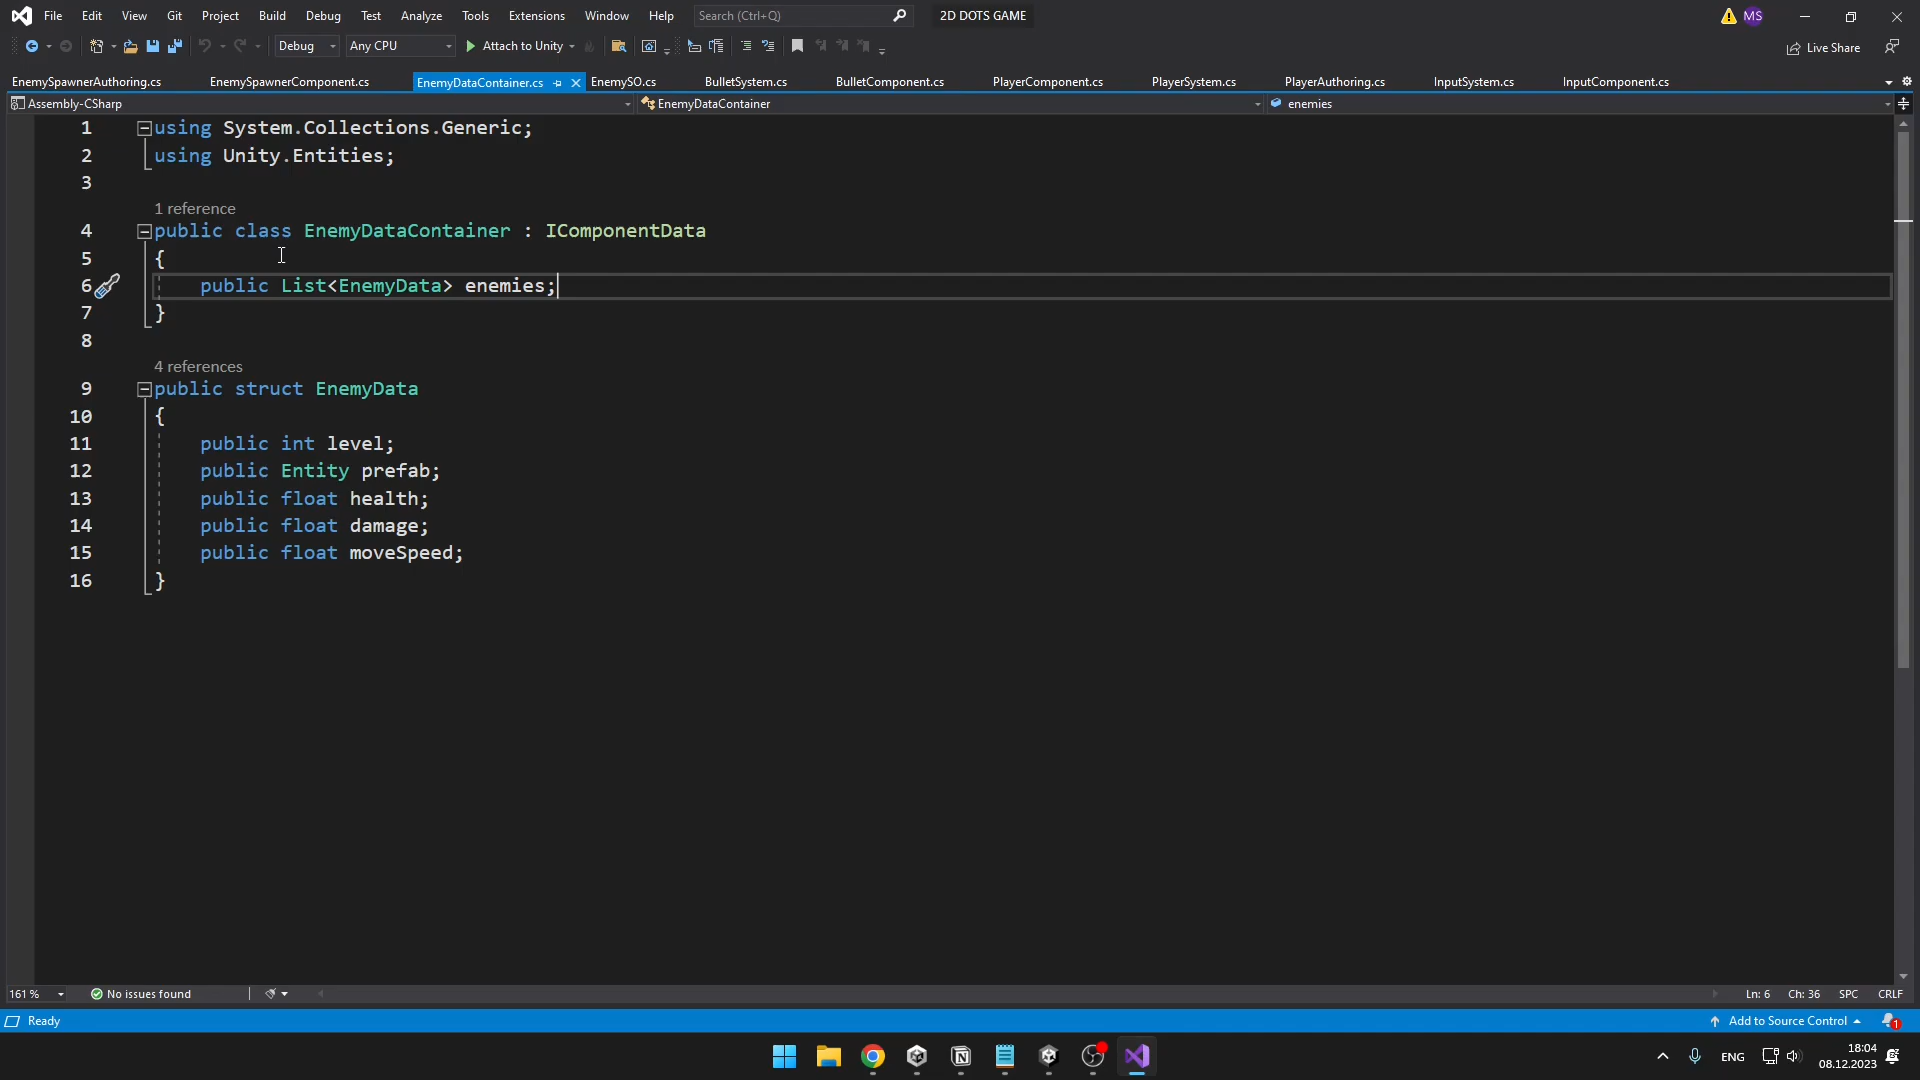 File Edit View Git Project Build Debug Test Analyze Tools Extensions Window Help Search (Ctrl+Q) 2D DOTS GAME MS
Debug Any CPU Attach to Unity Live Share
EnemySpawnerAuthoring.cs EnemySpawnerComponent.cs EnemyDataContainer.cs EnemySO.cs BulletSystem.cs BulletComponent.cs PlayerComponent.cs PlayerSystem.cs PlayerAuthoring.cs InputSystem.cs InputComponent.cs
Assembly-CSharp EnemyDataContainer enemies
1 using System.Collections.Generic;
2 using Unity.Entities;
3
1 reference
4 public class EnemyDataContainer : IComponentData
5 {
6 public List<EnemyData> enemies;
7 }
8
4 references
9 public struct EnemyData
10 {
11 public int level;
12 public Entity prefab;
13 public float health;
14 public float damage;
15 public float moveSpeed;
16 }
161 % No issues found Ln: 6 Ch: 36 SPC CRLF
Ready Add to Source Control 1
ENG 18:04
08.12.2023